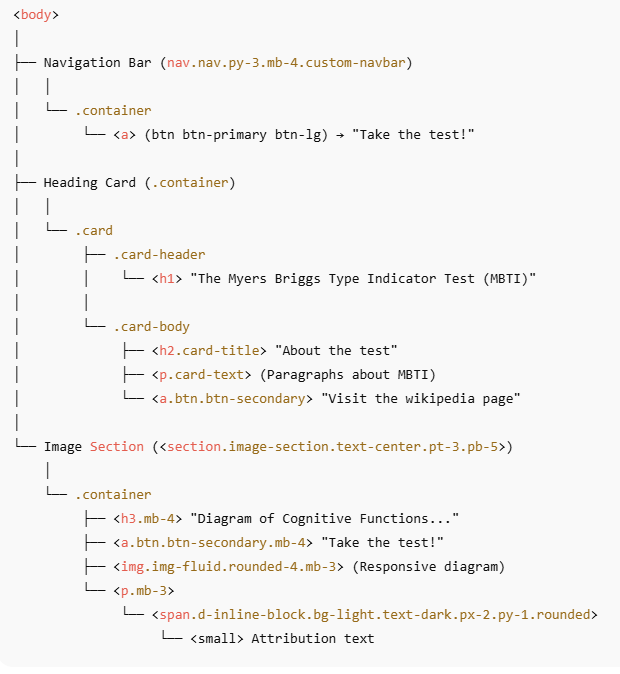 <body>
│
├── Navigation Bar (nav.nav.py-3.mb-4.custom-navbar)
│   │
│   └── .container
│        └── <a> (btn btn-primary btn-lg) → "Take the test!"
│
├── Heading Card (.container)
│   │
│   └── .card
│        ├── .card-header
│        │    └── <h1> "The Myers Briggs Type Indicator Test (MBTI)"
│        │
│        └── .card-body
│             ├── <h2.card-title> "About the test"
│             ├── <p.card-text> (Paragraphs about MBTI)
│             └── <a.btn.btn-secondary> "Visit the wikipedia page"
│
└── Image Section (<section.image-section.text-center.pt-3.pb-5>)
    │
    └── .container
         ├── <h3.mb-4> "Diagram of Cognitive Functions..."
         ├── <a.btn.btn-secondary.mb-4> "Take the test!"
         ├── <img.img-fluid.rounded-4.mb-3> (Responsive diagram)
         └── <p.mb-3>
              └── <span.d-inline-block.bg-light.text-dark.px-2.py-1.rounded>
                   └── <small> Attribution text